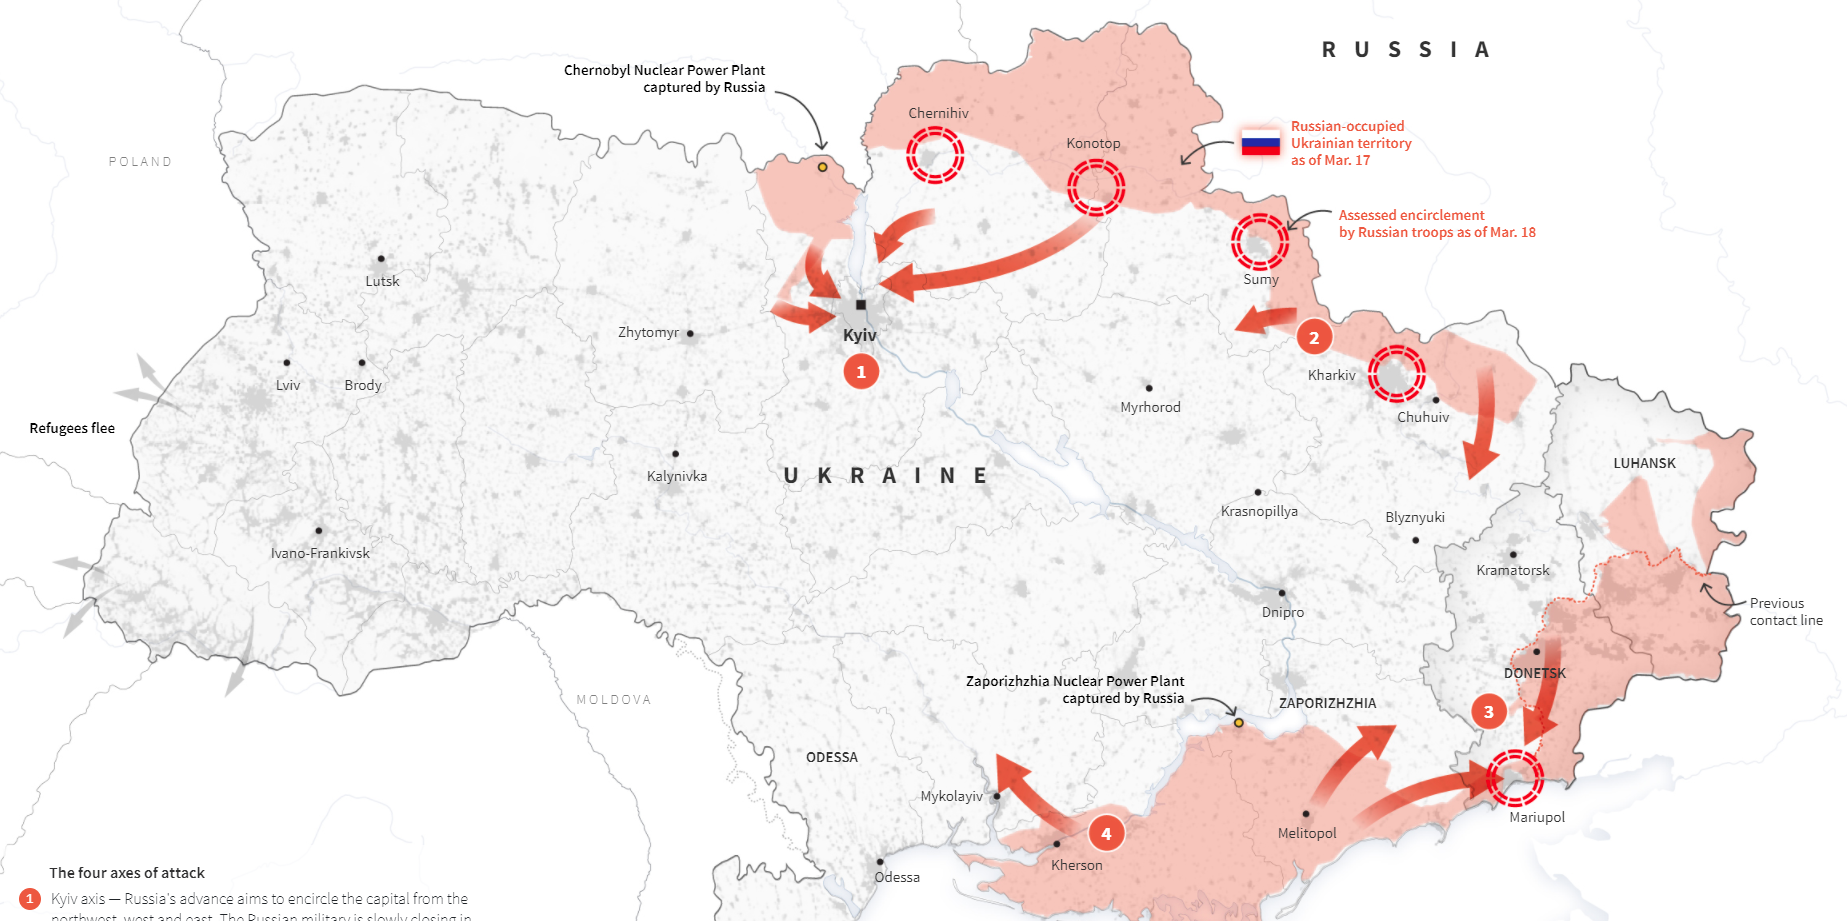 RUSSIA
Chernobyl Nuclear Power Plant
captured by Russia
Chernihiv
Konotop
Russian-occupied
Ukrainian territory
as of Mar. 17
POLAND
Assessed encirclement
by Russian troops as of Mar. 18
Lutsk
Sumy
Zhytomyr
Kyiv
1
2
Lviv
Brody
Kharkiv
Myrhorod
Chuhuiv
Refugees flee
LUHANSK
Kalynivka
UKRAINE
Krasnopillya
Blyznyuki
Ivano-Frankivsk
Kramatorsk
Dnipro
Previous
contact line
DONETSK
Zaporizhzhia Nuclear Power Plant
captured by Russia
MOLDOVA
ZAPORIZHZHIA
3
ODESSA
Mykolayiv
Mariupol
4
Melitopol
Kherson
Odessa
The four axes of attack
1 Kyiv axis — Russia's advance aims to encircle the capital from the
northwest, west and east. The Russian military is slowly closing in